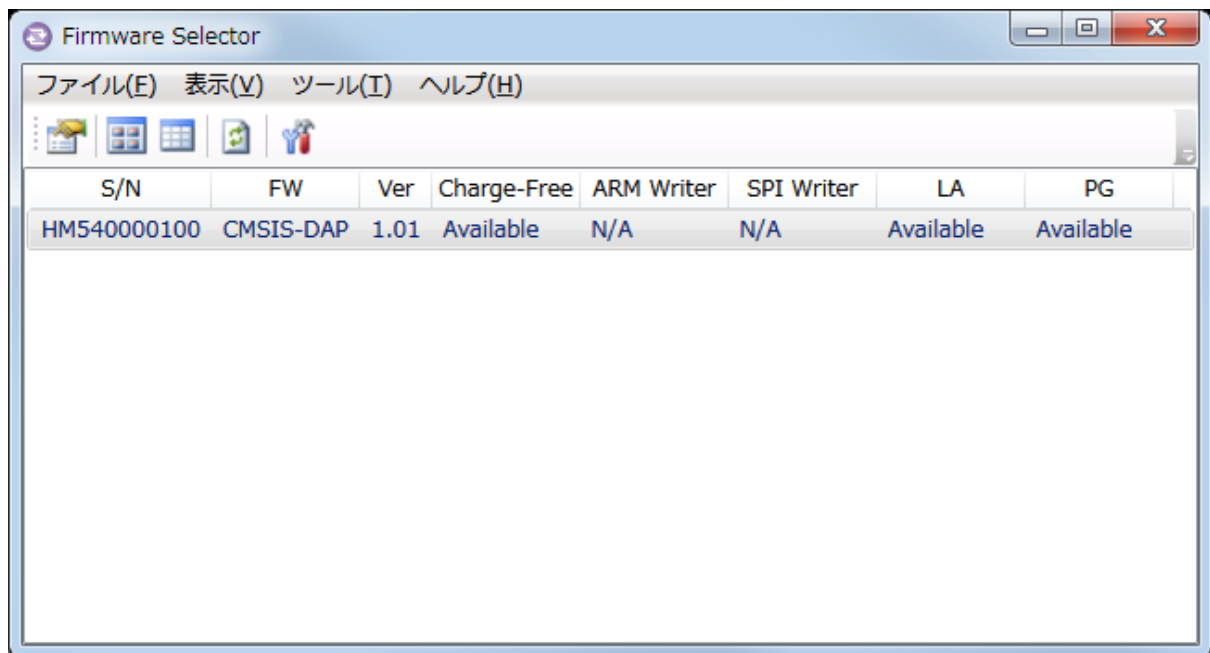 Firmware Selector
ファイル(F) 表示(V) ツール(T) ヘルプ(H)
S/N FW Ver Charge-Free ARM Writer SPI Writer LA PG
HM540000100 CMSIS-DAP 1.01 Available N/A N/A Available Available